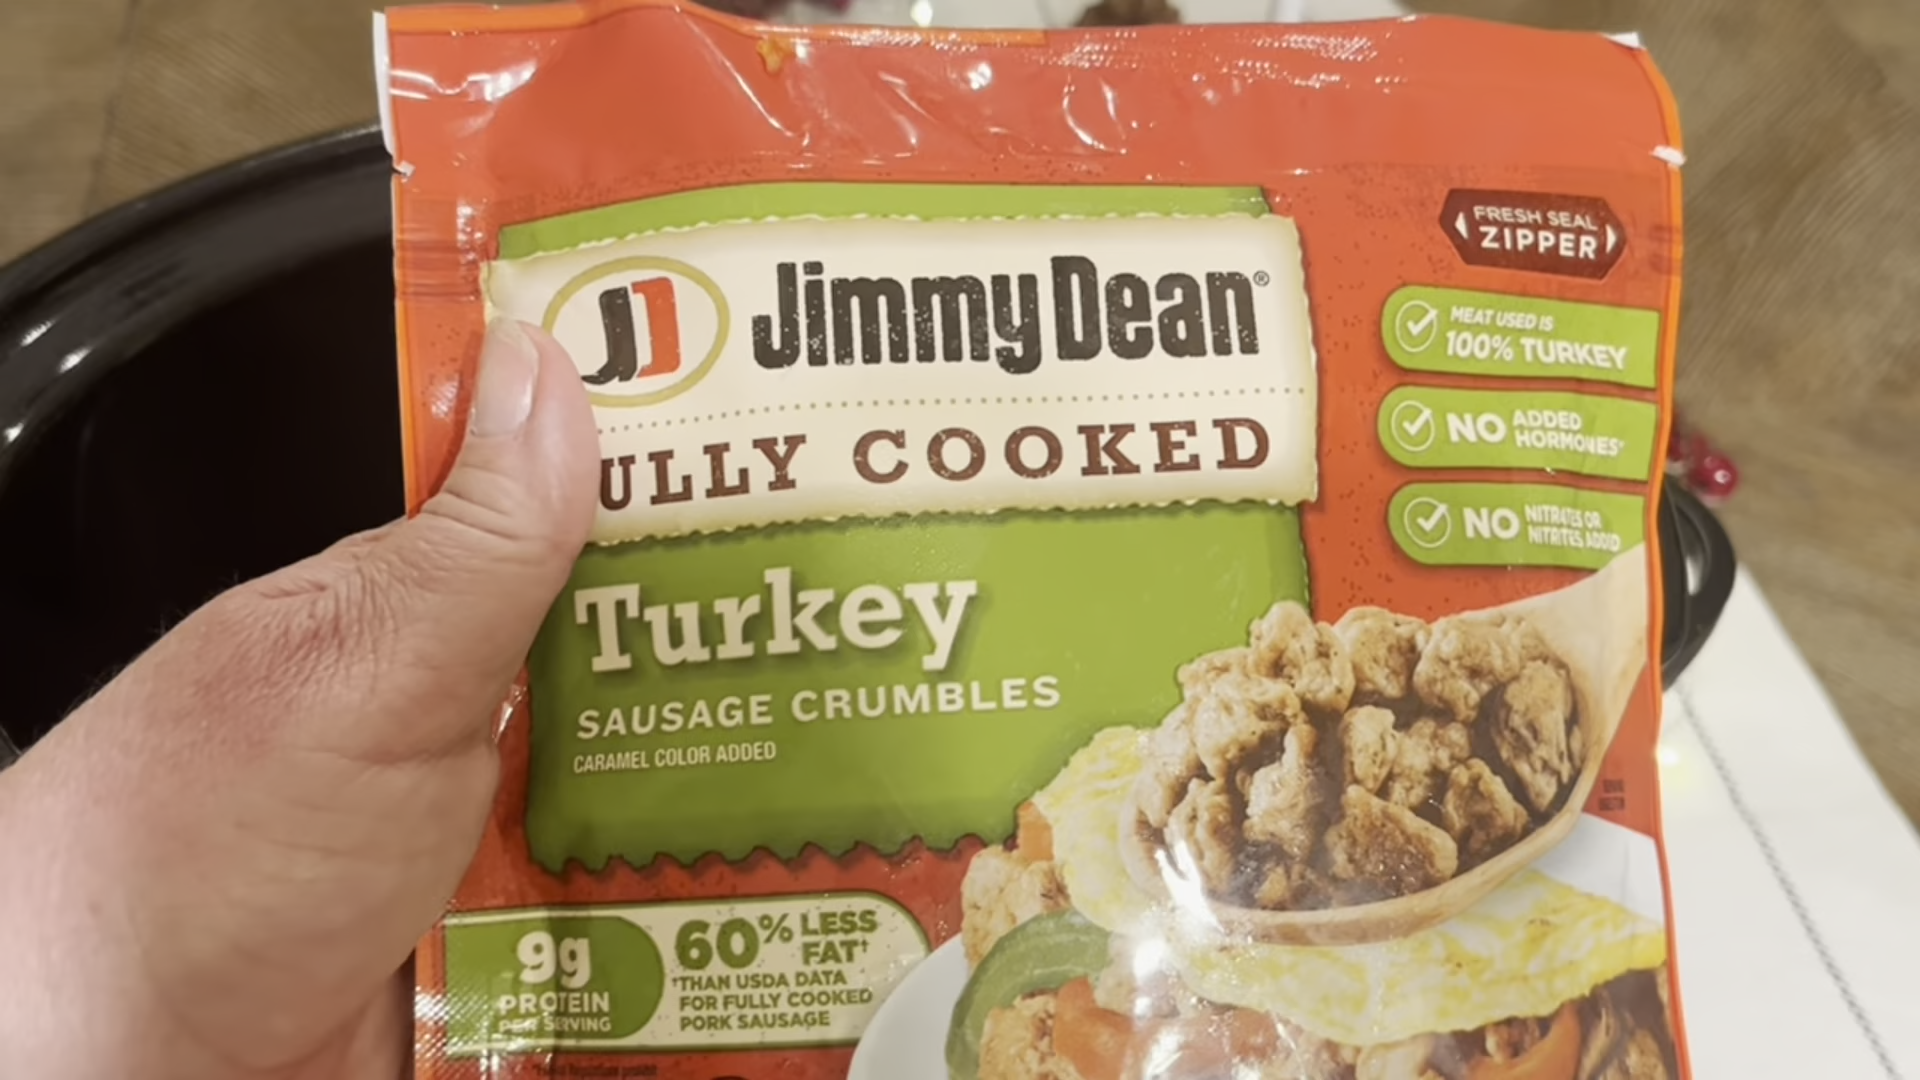 FRESH SEAL
ZIPPER
JD Jimmy Dean®
ULLY COOKED
MEAT USED IS
100% TURKEY
NO ADDED
HORMONES*
NO NITRATES OR
NITRITES ADDED
Turkey
SAUSAGE CRUMBLES
CARAMEL COLOR ADDED
9g
PROTEIN
PER SERVING
60% LESS
FAT†
†THAN USDA DATA
FOR FULLY COOKED
PORK SAUSAGE